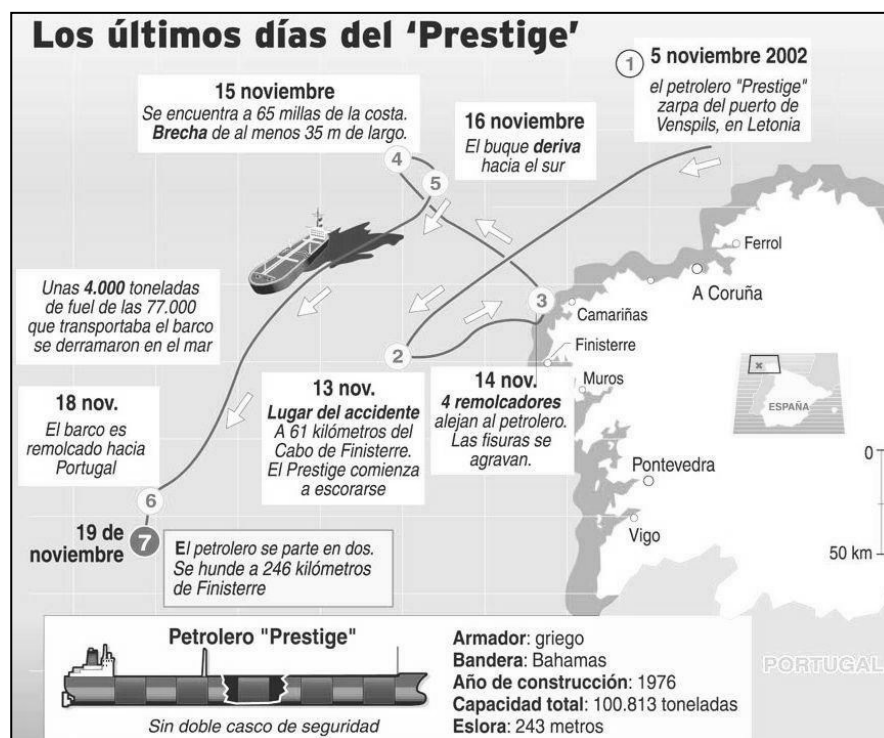 Los últimos días del ‘Prestige’
1
5 noviembre 2002
el petrolero "Prestige"
zarpa del puerto de
Venspils, en Letonia
15 noviembre
Se encuentra a 65 millas de la costa.
Brecha de al menos 35 m de largo.
16 noviembre
El buque deriva
hacia el sur
4
5
Unas 4.000 toneladas
de fuel de las 77.000
que transportaba el barco
se derramaron en el mar
3
2
Ferrol
A Coruña
Camariñas
Finisterre
Muros
Pontevedra
Vigo
ESPAÑA
0
50 km
PORTUGAL
13 nov.
Lugar del accidente
A 61 kilómetros del
Cabo de Finisterre.
El Prestige comienza
a escorarse
14 nov.
4 remolcadores
alejan al petrolero.
Las fisuras se
agravan.
18 nov.
El barco es
remolcado hacia
Portugal
6
19 de
noviembre
7
El petrolero se parte en dos.
Se hunde a 246 kilómetros
de Finisterre
Petrolero "Prestige"
Sin doble casco de seguridad
Armador: griego
Bandera: Bahamas
Año de construcción: 1976
Capacidad total: 100.813 toneladas
Eslora: 243 metros